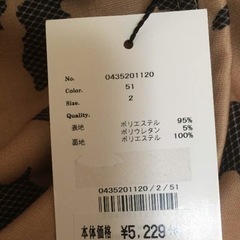 No. 0435201120
Color. 51
Size. 2
Quality.
表地 ポリエステル 95%
ポリウレタン 5%
裏地 ポリエステル 100%
0435201120/2/51
本体価格 ¥5,229